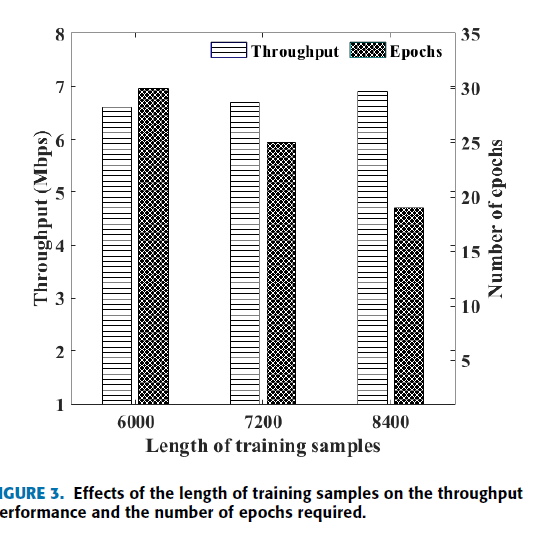 8
7
6
5
4
3
2
1
Throughput (Mbps)
Throughput
Epochs
35
30
25
20
15
10
5
Number of epochs
6000 7200 8400
Length of training samples
IGURE 3. Effects of the length of training samples on the throughput
erformance and the number of epochs required.